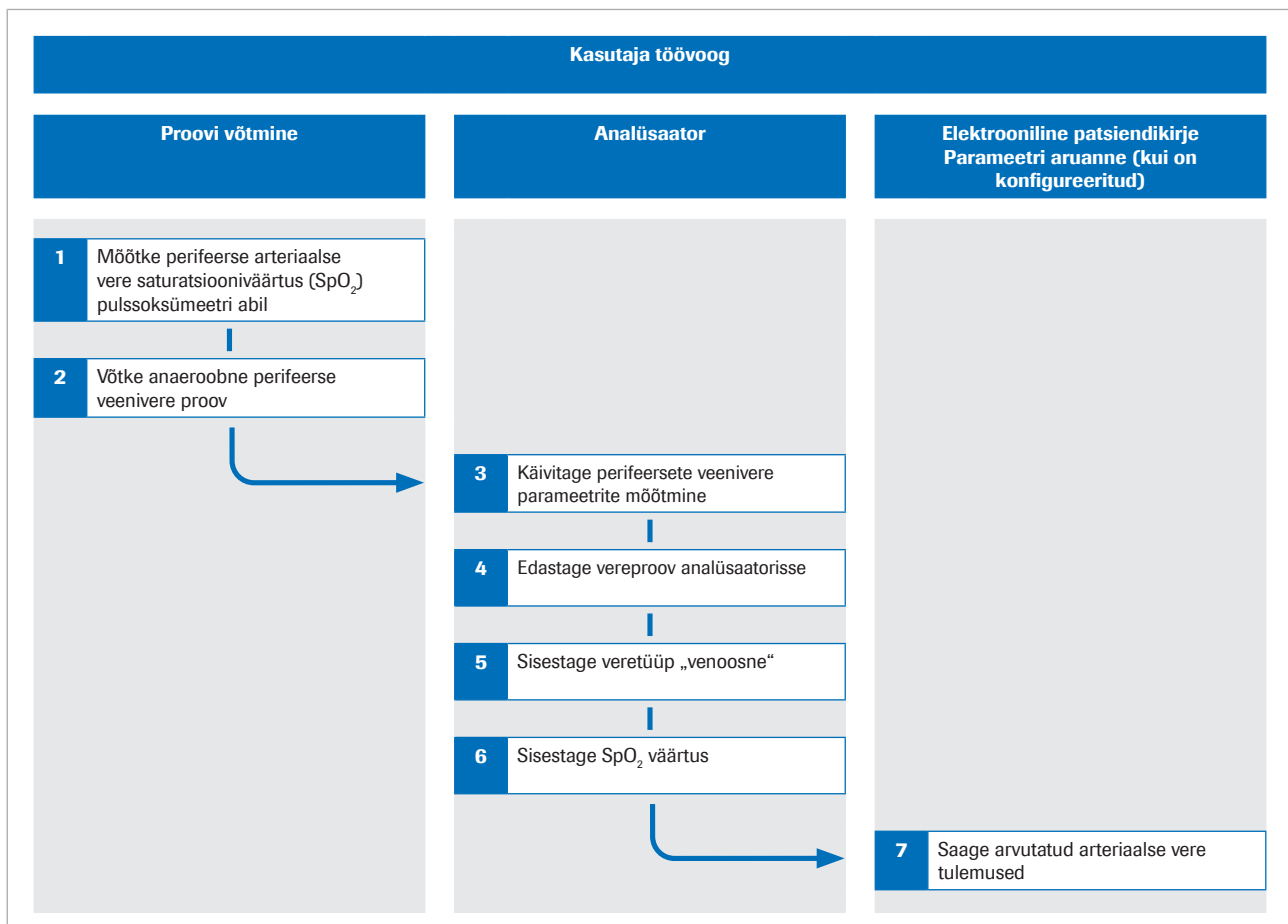 Kasutaja töövoog
Proovi võtmine
Analüsaator
Elektrooniline patsiendikirje
Parameetri aruanne (kui on
konfigureeritud)
1 Mõõtke perifeerse arteriaalse
vere saturatsiooniväärtus (SpO₂)
pulssoksümeetri abil
2 Võtke anaeroobne perifeerse
veenivere proov
3 Käivitage perifeersete veenivere
parameetrite mõõtmine
4 Edastage vereproov analüsaatorisse
5 Sisestage veretüüp „venoosne“
6 Sisestage SpO₂ väärtus
7 Saage arvutatud arteriaalse vere
tulemused